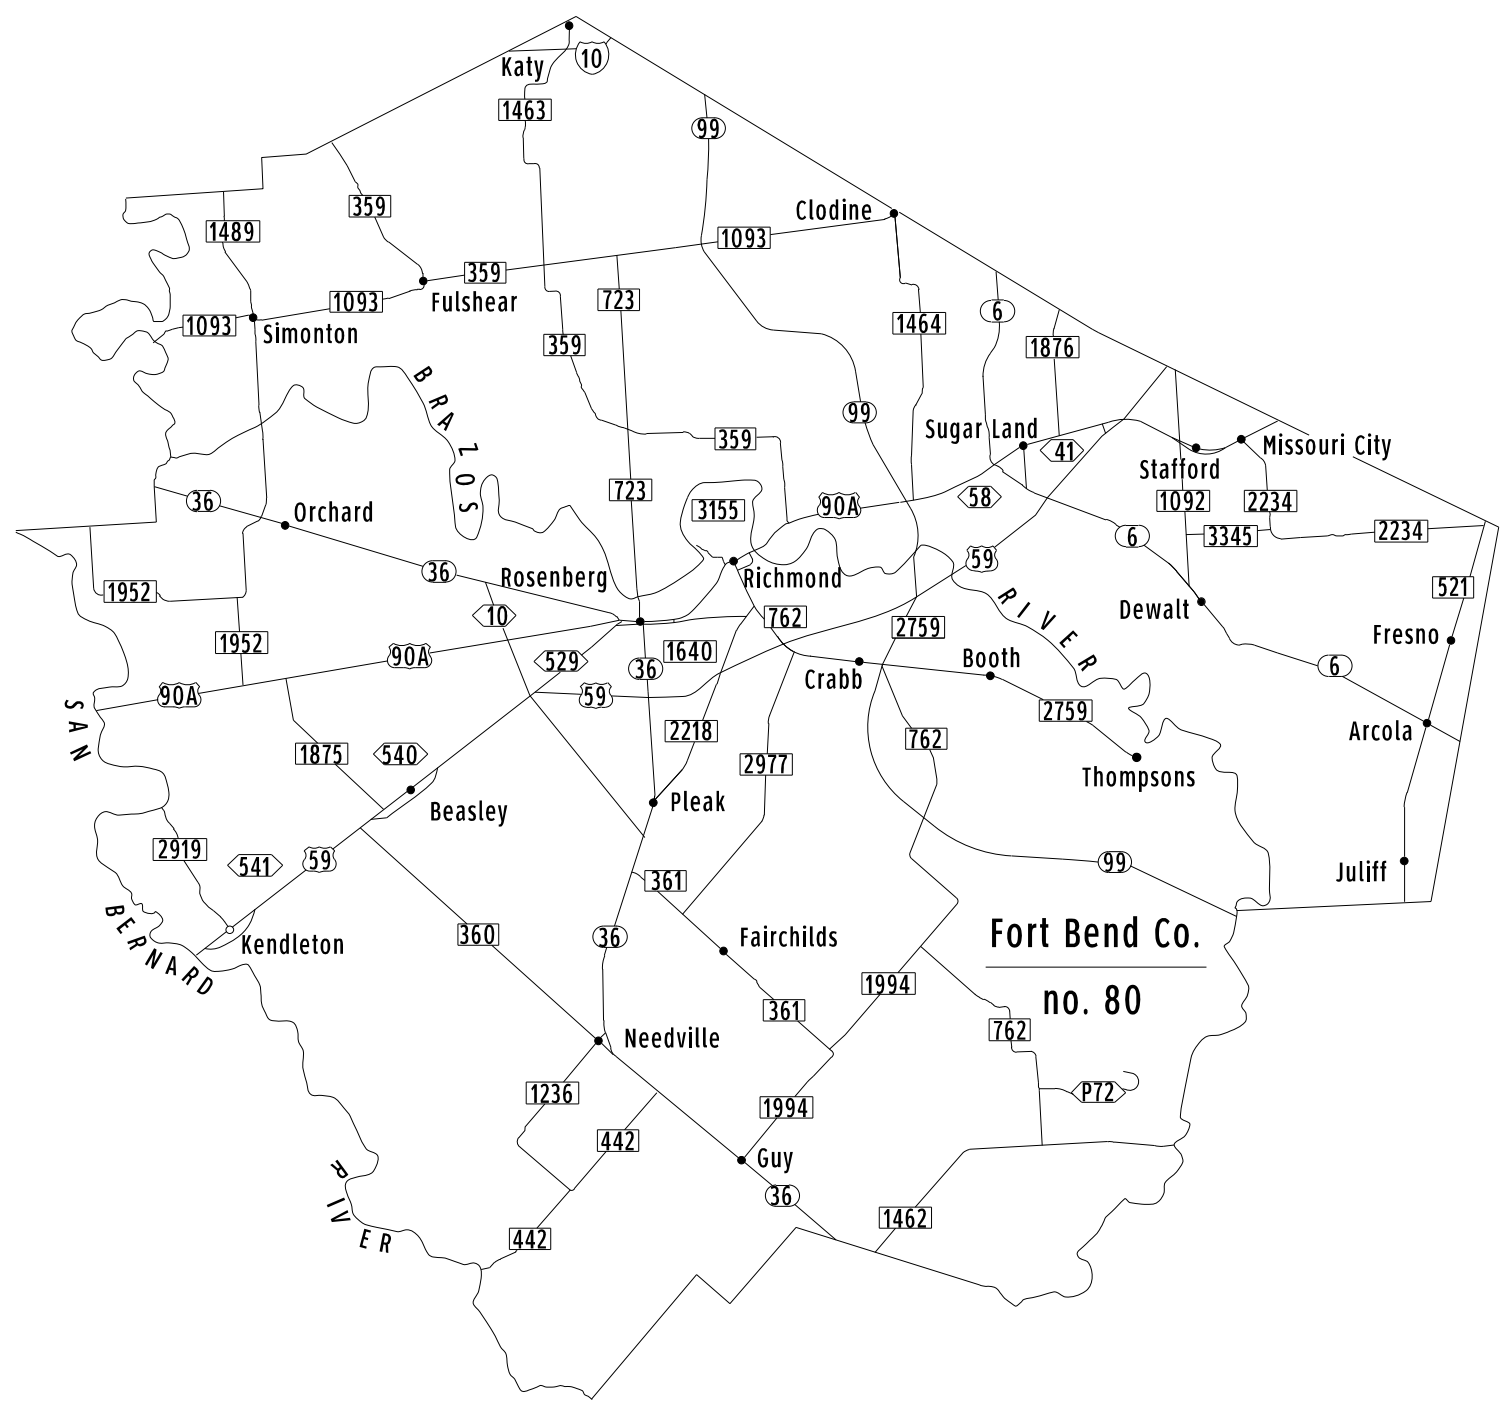 Katy
10
1463
99
359
Clodine
1489
1093
359
Fulshear
1093
723
6
1093
Simonton
1464
359
1876
BRAZOS
99
Sugar Land
359
41
Missouri City
Stafford
723
36
Orchard
58
1092
2234
90A
3155
3345
2234
6
59
36
Rosenberg
Richmond
RIVER
521
1952
10
762
Dewalt
2759
Fresno
1952
90A
529
1640
36
Crabb
Booth
6
90A
59
SAN
2759
2218
762
Arcola
1875
540
2977
Thompsons
Pleak
Beasley
2919
541
59
99
Juliff
361
BERNARD
360
36
Fairchilds
Kendleton
Fort Bend Co.
1994
no. 80
361
762
Needville
1236
P72
1994
442
RIVER
Guy
36
1462
442